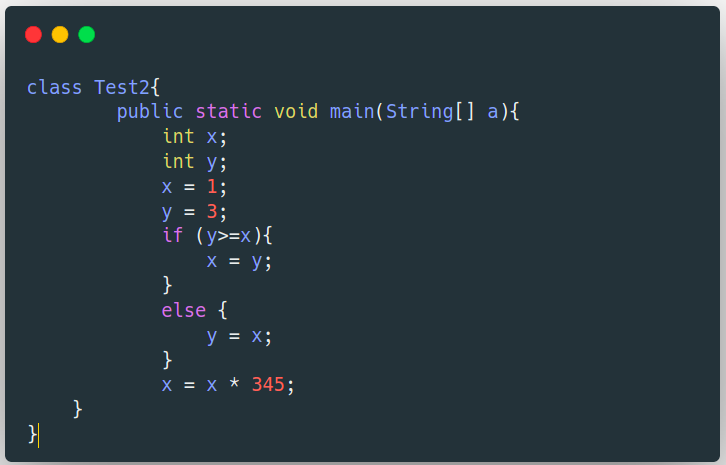 class Test2{
        public static void main(String[] a){
            int x;
            int y;
            x = 1;
            y = 3;
            if (y>=x){
                x = y;
            }
            else {
                y = x;
            }
            x = x * 345;
    }
}